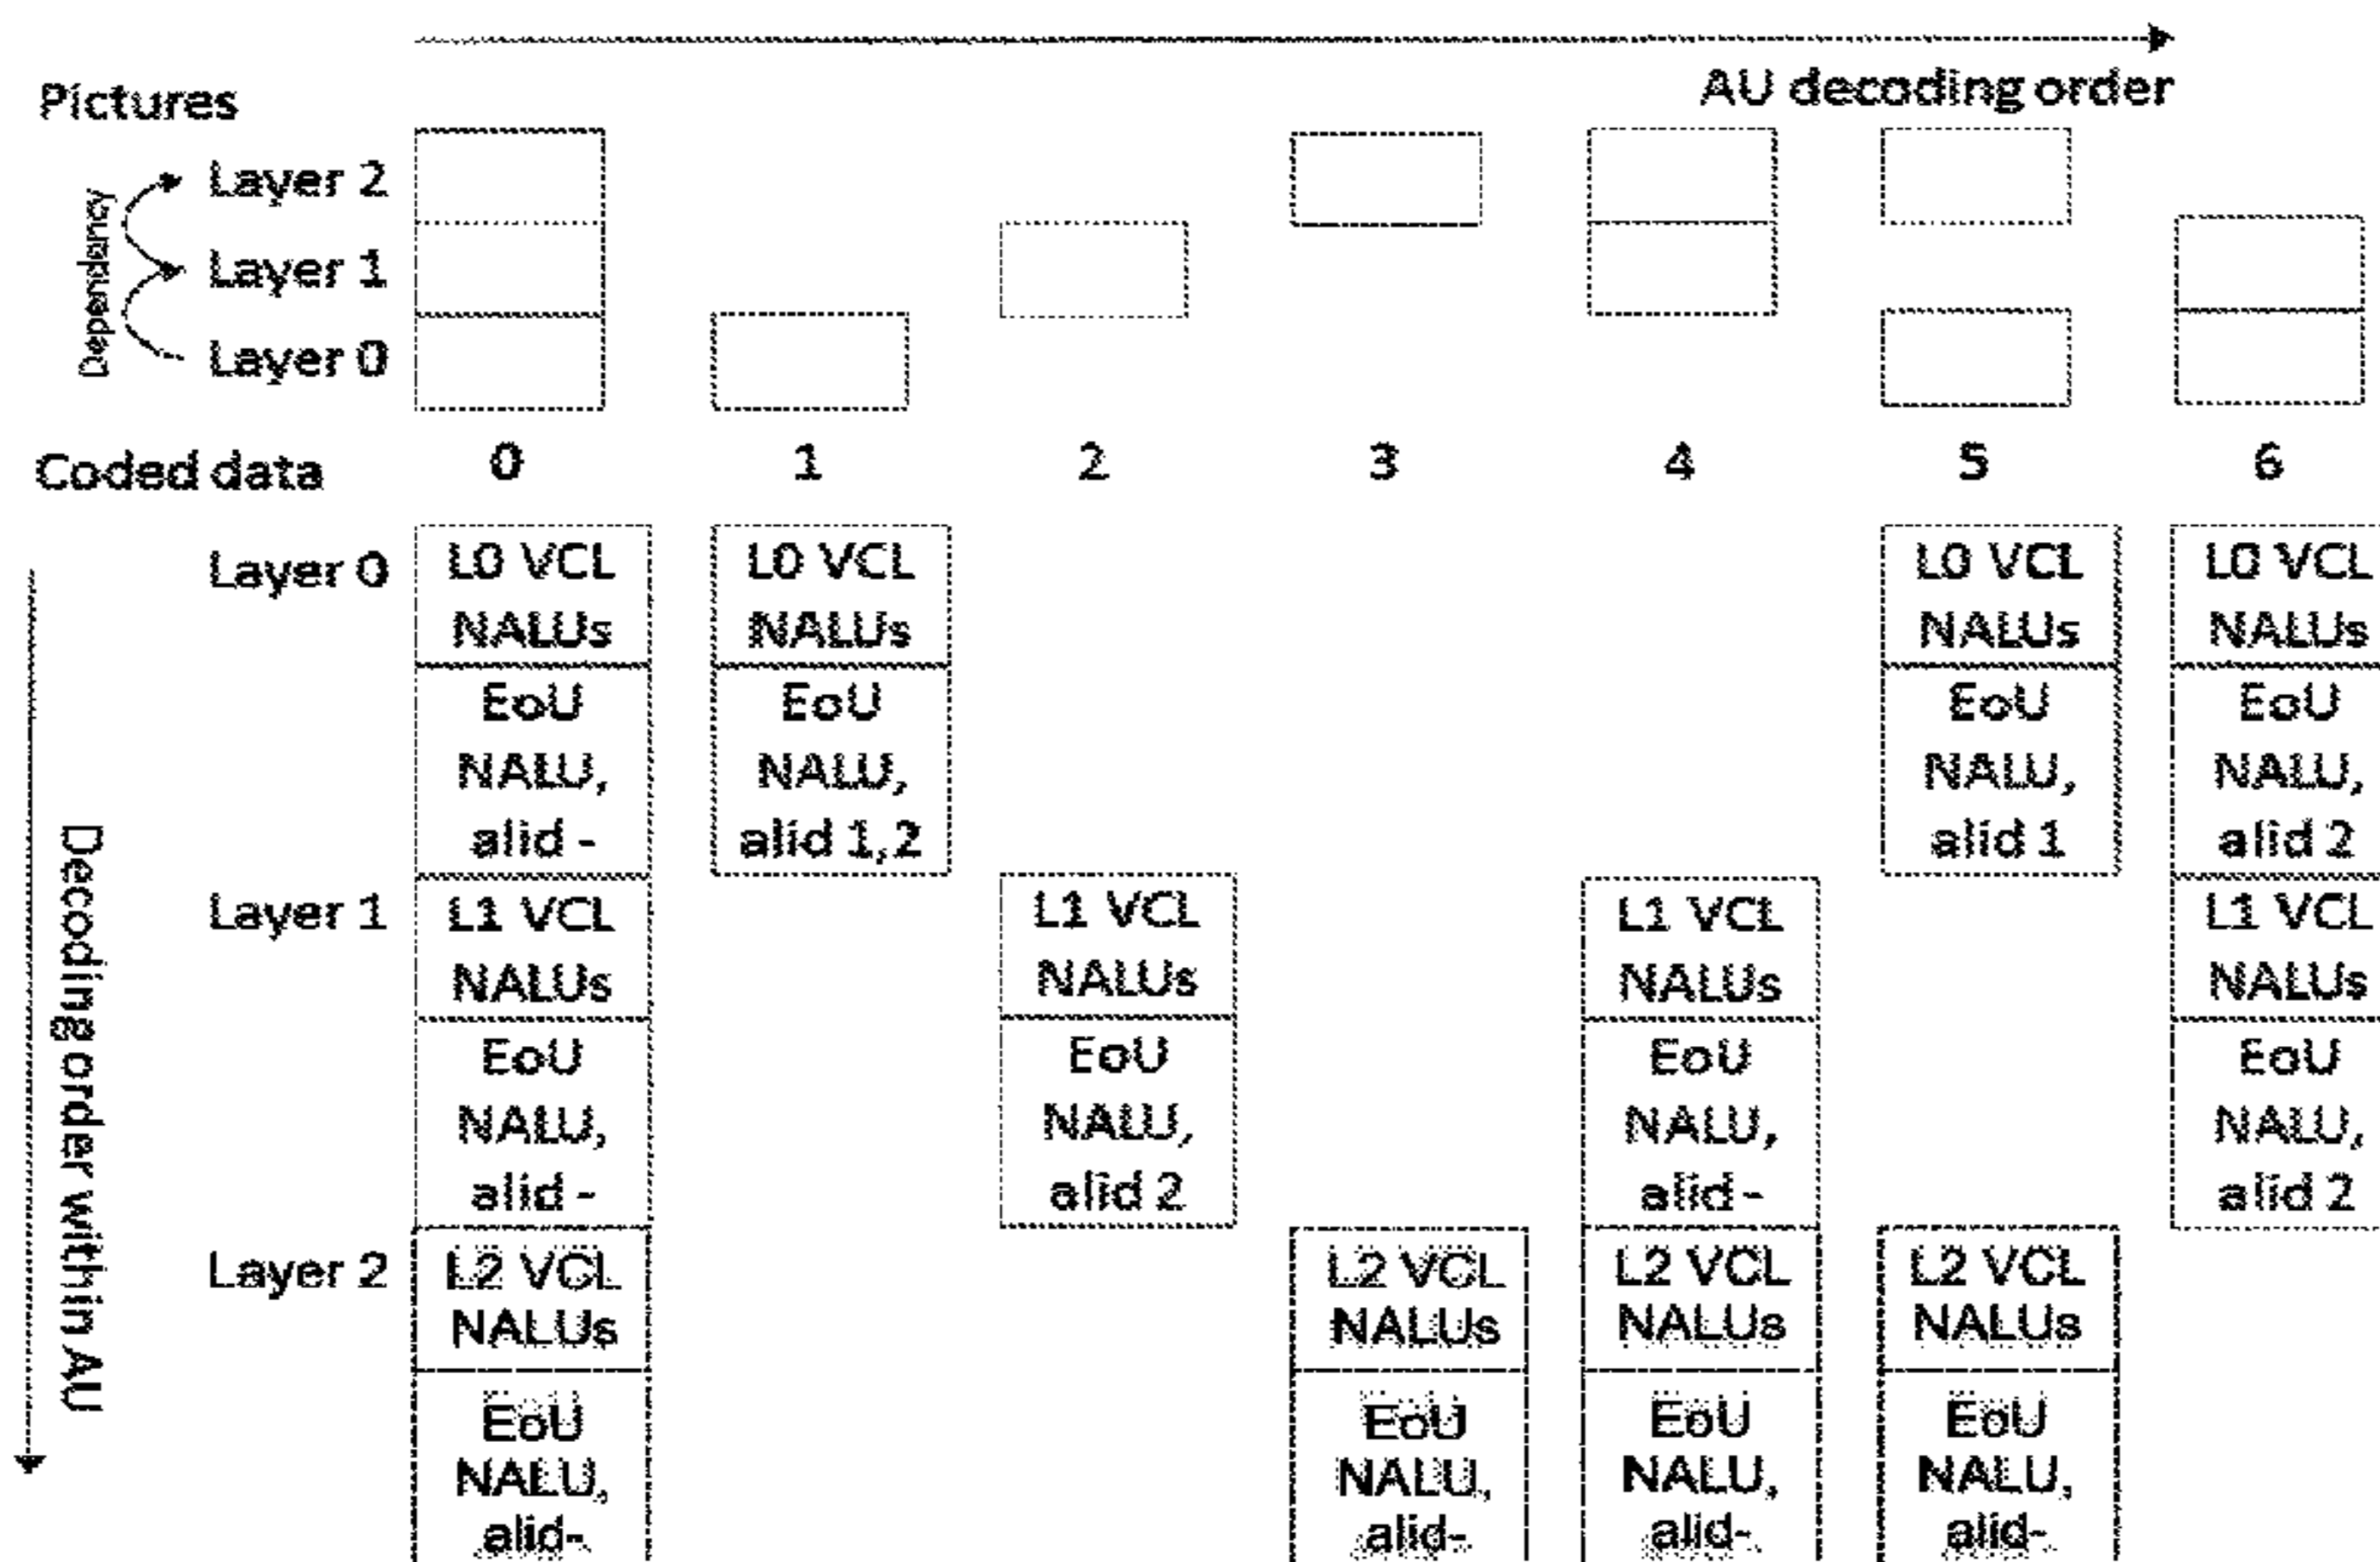 AU decoding order
Pictures
Layer 2
Layer 1
Layer 0
Dependency
Coded data 0 1 2 3 4 5 6
Decoding order within AU
Layer 0
L0 VCL
NALUs
EoU
NALU,
alid -
L0 VCL
NALUs
EoU
NALU,
alid 1,2
L0 VCL
NALUs
EoU
NALU,
alid 1
L0 VCL
NALUs
EoU
NALU,
alid 2
Layer 1
L1 VCL
NALUs
EoU
NALU,
alid -
L1 VCL
NALUs
EoU
NALU,
alid 2
L1 VCL
NALUs
EoU
NALU,
alid -
L1 VCL
NALUs
EoU
NALU,
alid 2
Layer 2
L2 VCL
NALUs
EoU
NALU,
alid-
L2 VCL
NALUs
EoU
NALU,
alid-
L2 VCL
NALUs
EoU
NALU,
alid-
L2 VCL
NALUs
EoU
NALU,
alid-